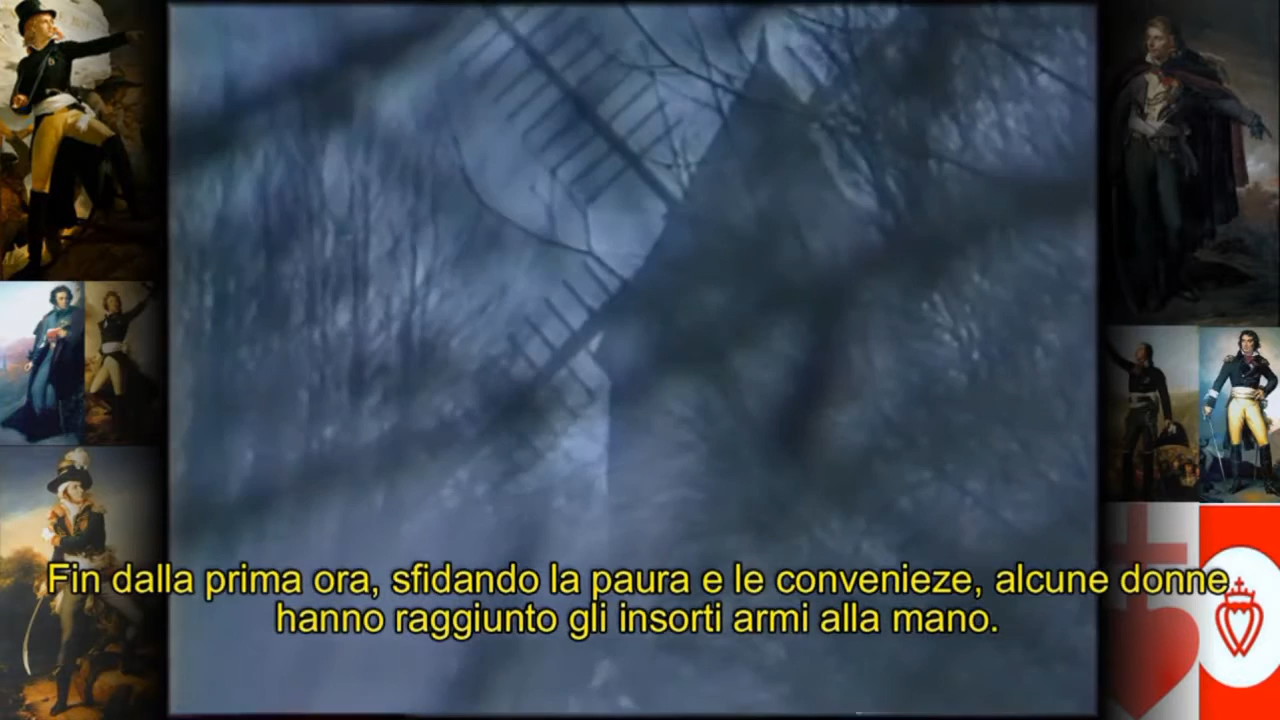 Fin dalla prima ora, sfidando la paura e le convenieze, alcune donne
hanno raggiunto gli insorti armi alla mano.